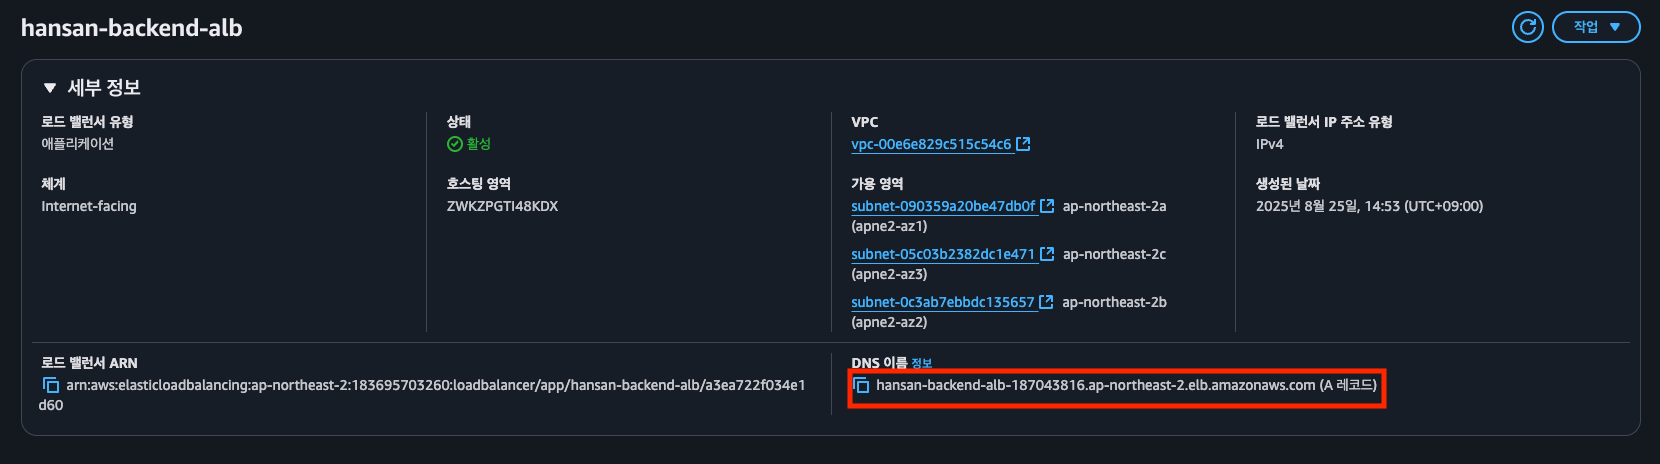 hansan-backend-alb
작업
세부 정보
로드 밸런서 유형
애플리케이션
상태
활성
VPC
vpc-00e6e829c515c54c6
로드 밸런서 IP 주소 유형
IPv4
체계
Internet-facing
호스팅 영역
ZWKZPGTI48KDX
가용 영역
subnet-090359a20be47db0f ap-northeast-2a
(apne2-az1)
subnet-05c03b2382dc1e471 ap-northeast-2c
(apne2-az3)
subnet-0c3ab7ebbdc135657 ap-northeast-2b
(apne2-az2)
생성된 날짜
2025년 8월 25일, 14:53 (UTC+09:00)
로드 밸런서 ARN
arn:aws:elasticloadbalancing:ap-northeast-2:183695703260:loadbalancer/app/hansan-backend-alb/a3ea722f034e1
d60
DNS 이름 정보
hansan-backend-alb-187043816.ap-northeast-2.elb.amazonaws.com (A 레코드)